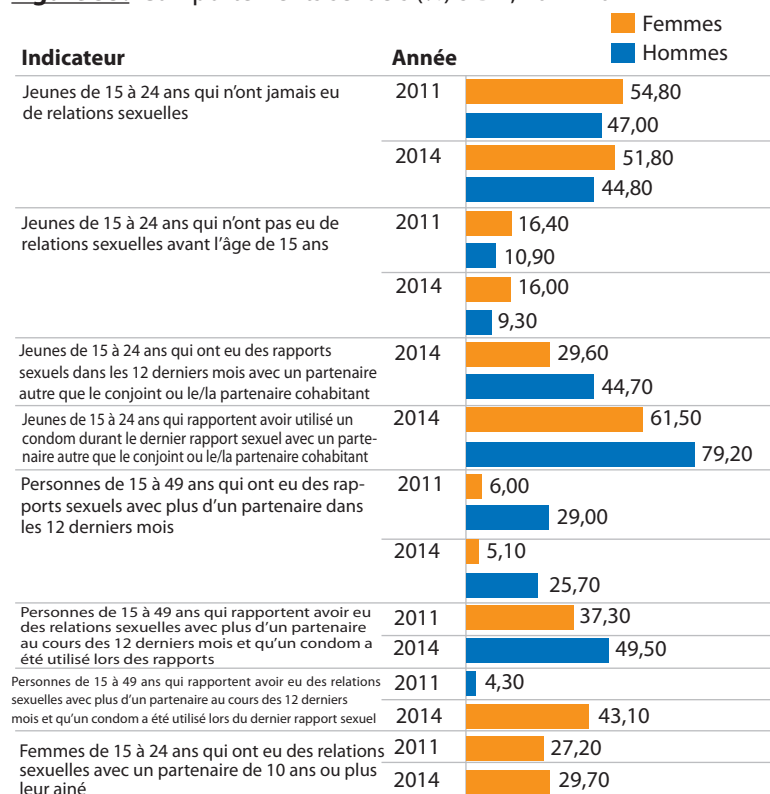 Femmes
Hommes
Indicateur Année
Jeunes de 15 à 24 ans qui n'ont jamais eu
de relations sexuelles
2011 54,80
47,00
2014 51,80
44,80
Jeunes de 15 à 24 ans qui n'ont pas eu de
relations sexuelles avant l'âge de 15 ans
2011 16,40
10,90
2014 16,00
9,30
Jeunes de 15 à 24 ans qui ont eu des rapports
sexuels dans les 12 derniers mois avec un partenaire
autre que le conjoint ou le/la partenaire cohabitant
2014 29,60
44,70
Jeunes de 15 à 24 ans qui rapportent avoir utilisé un
condom durant le dernier rapport sexuel avec un parte-
naire autre que le conjoint ou le/la partenaire cohabitant
2014 61,50
79,20
Personnes de 15 à 49 ans qui ont eu des rap-
ports sexuels avec plus d'un partenaire dans
les 12 derniers mois
2011 6,00
29,00
2014 5,10
25,70
Personnes de 15 à 49 ans qui rapportent avoir eu
des relations sexuelles avec plus d'un partenaire
au cours des 12 derniers mois et qu'un condom a
été utilisé lors des rapports
2011 37,30
2014 49,50
Personnes de 15 à 49 ans qui rapportent avoir eu des relations
sexuelles avec plus d'un partenaire au cours des 12 derniers
mois et qu'un condom a été utilisé lors du dernier rapport sexuel
2011 4,30
2014 43,10
Femmes de 15 à 24 ans qui ont eu des relations
sexuelles avec un partenaire de 10 ans ou plus
leur ainé
2011 27,20
2014 29,70